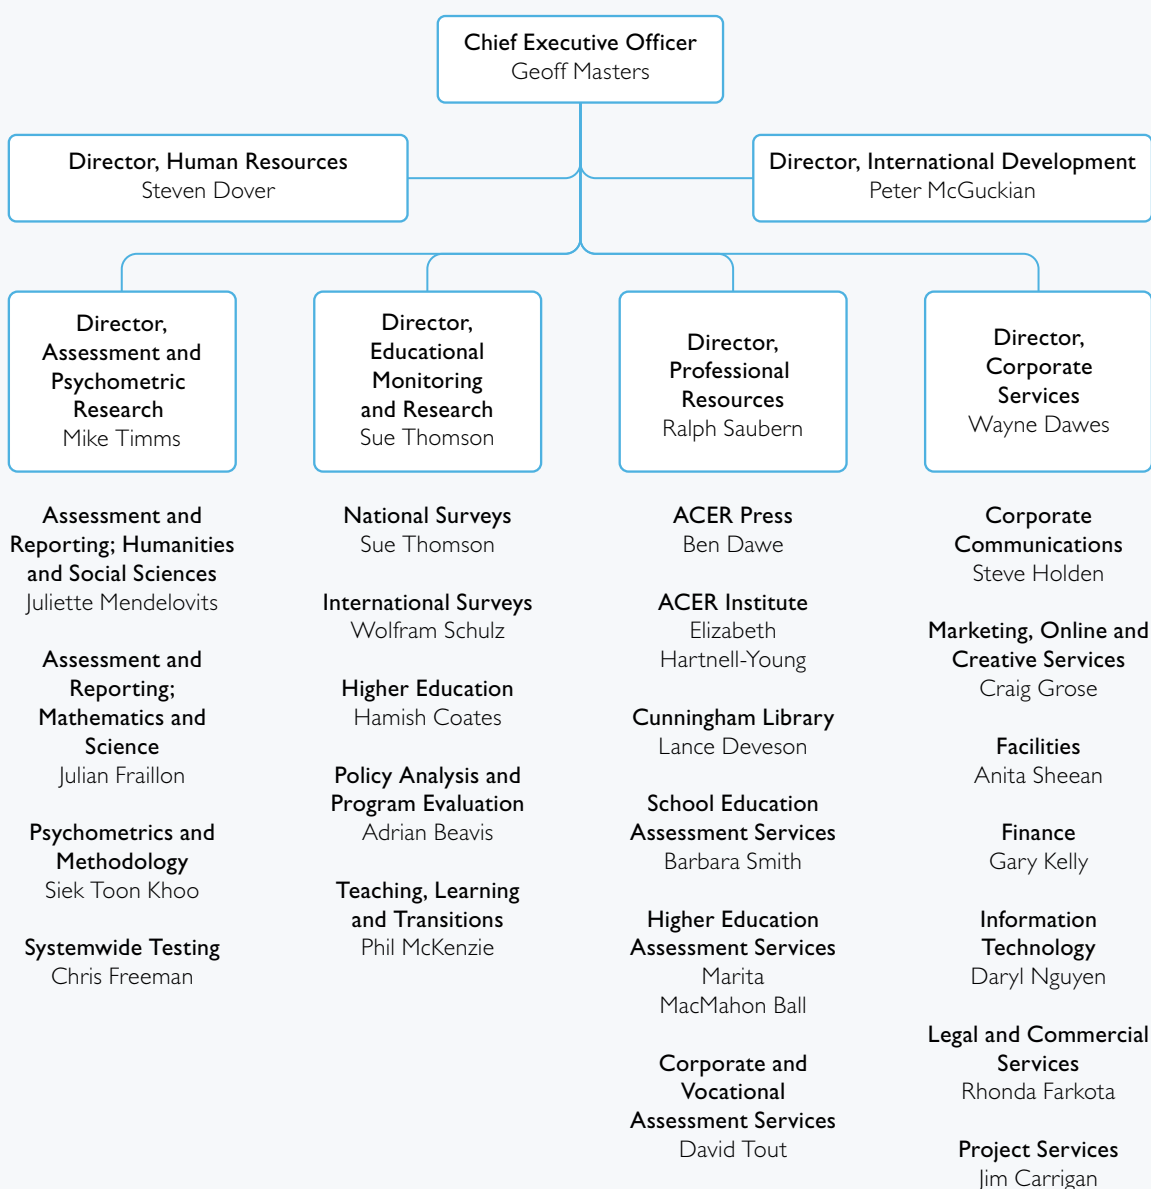 Chief Executive Officer
Geoff Masters
Director, Human Resources
Steven Dover
Director, International Development
Peter McGuckian
Director,
Assessment and
Psychometric
Research
Mike Timms
Director,
Educational
Monitoring
and Research
Sue Thomson
Director,
Professional
Resources
Ralph Saubern
Director,
Corporate
Services
Wayne Dawes
Assessment and
Reporting; Humanities
and Social Sciences
Juliette Mendelovits
Assessment and
Reporting;
Mathematics and
Science
Julian Fraillon
Psychometrics and
Methodology
Siek Toon Khoo
Systemwide Testing
Chris Freeman
National Surveys
Sue Thomson
International Surveys
Wolfram Schulz
Higher Education
Hamish Coates
Policy Analysis and
Program Evaluation
Adrian Beavis
Teaching, Learning
and Transitions
Phil McKenzie
ACER Press
Ben Dawe
ACER Institute
Elizabeth
Hartnell-Young
Cunningham Library
Lance Deveson
School Education
Assessment Services
Barbara Smith
Higher Education
Assessment Services
Marita
MacMahon Ball
Corporate and
Vocational
Assessment Services
David Tout
Corporate
Communications
Steve Holden
Marketing, Online and
Creative Services
Craig Grose
Facilities
Anita Sheean
Finance
Gary Kelly
Information
Technology
Daryl Nguyen
Legal and Commercial
Services
Rhonda Farkota
Project Services
Jim Carrigan